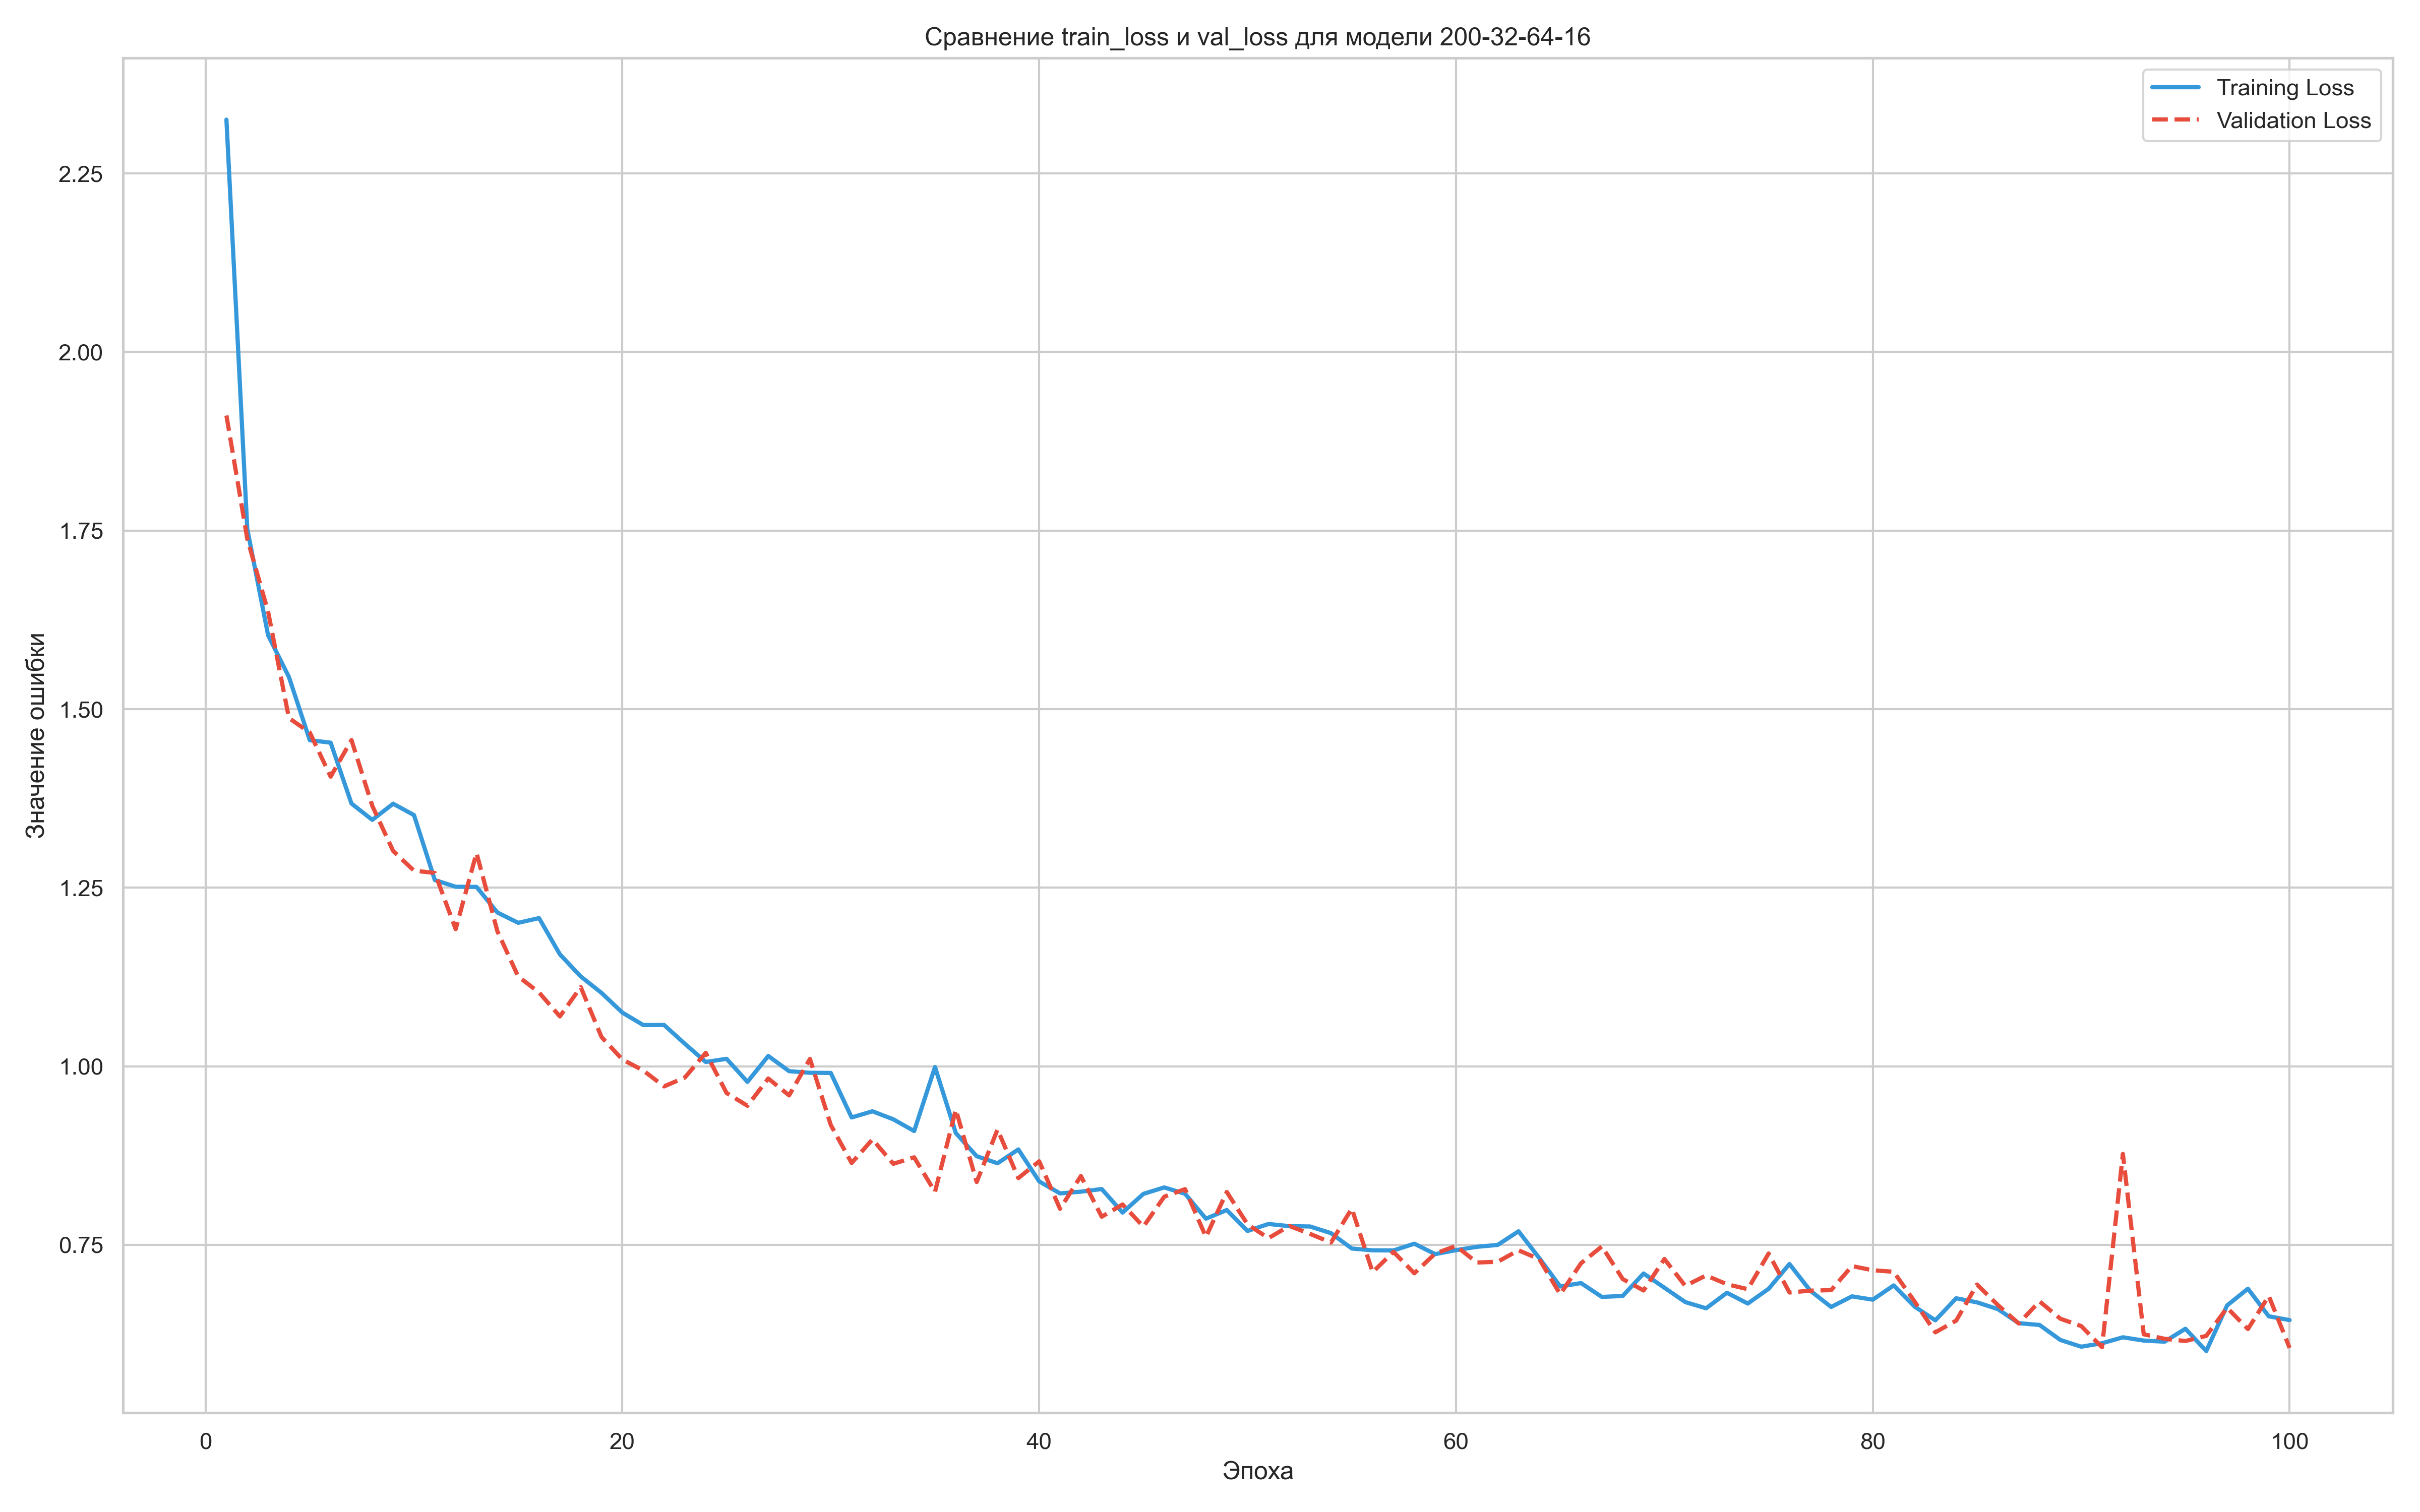 Сравнение train_loss и val_loss для модели 200-32-64-16
Training Loss
Validation Loss
Значение ошибки
2.25
2.00
1.75
1.50
1.25
1.00
0.75
0
20
40
60
80
100
Эпоха